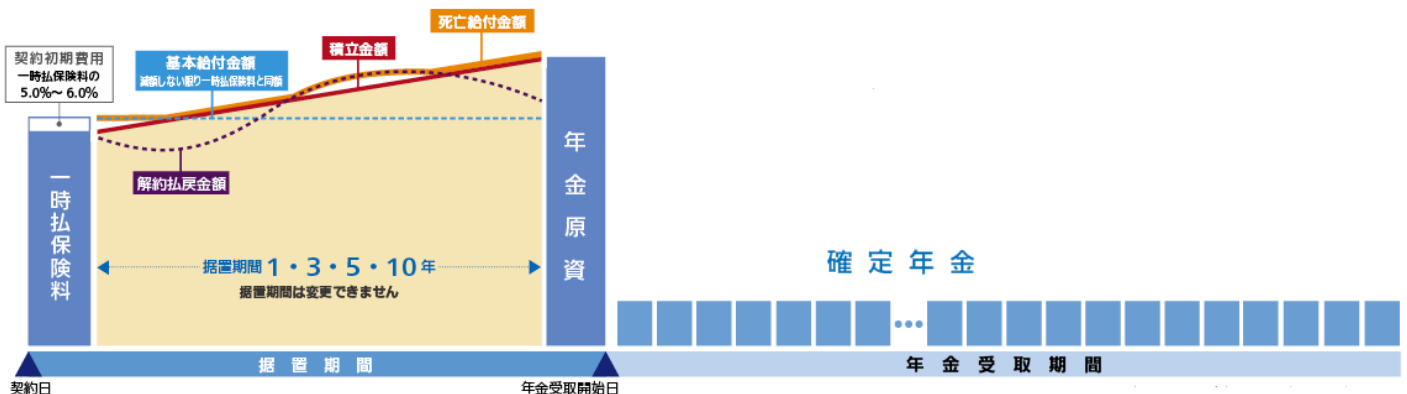 死亡給付金額
積立金額
契約初期費用
一時払保険料の
5.0%～6.0%
基本給付金額
減額しない限り一時払保険料と同額
解約払戻金額
一時払保険料
年金原資
据置期間 1・3・5・10年
据置期間は変更できません
確定年金
据置期間
年金受取期間
契約日
年金受取開始日